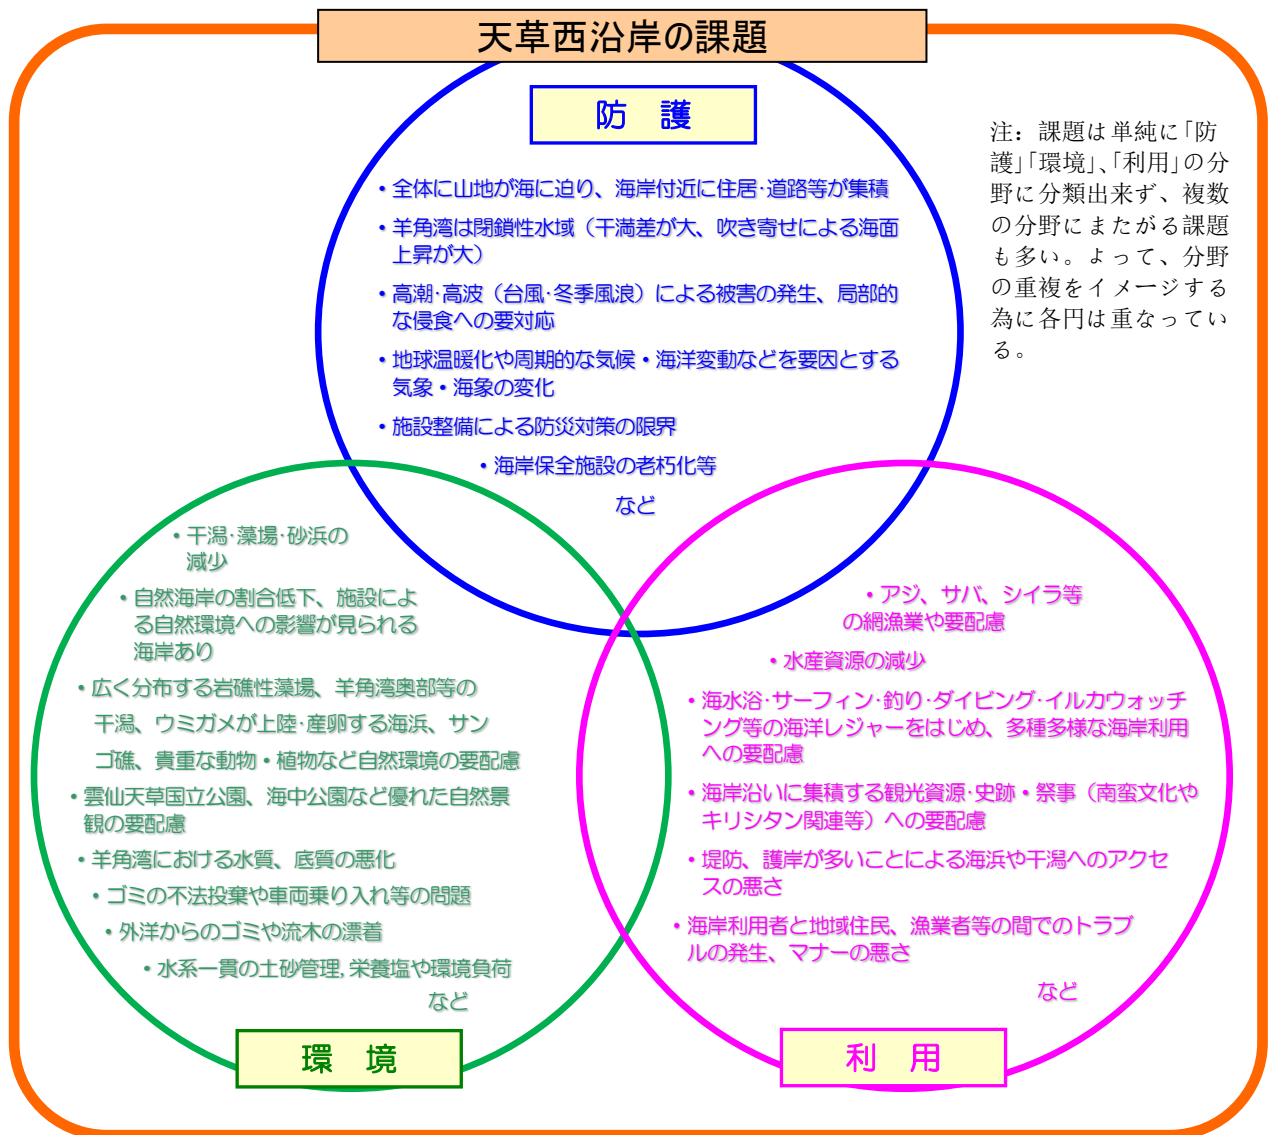 天草西沿岸の課題
防　護
・全体に山地が海に迫り、海岸付近に住居・道路等が集積
・羊角湾は閉鎖性水域（干満差が大、吹き寄せによる海面
上昇が大）
・高潮・高波（台風・冬季風浪）による被害の発生、局部的
な侵食への要対応
・地球温暖化や周期的な気候・海洋変動などを要因とする
気象・海象の変化
・施設整備による防災対策の限界
・海岸保全施設の老朽化等
など
注：課題は単純に「防
護」「環境」、「利用」の分
野に分類出来ず、複数
の分野にまたがる課題
も多い。よって、分野
の重複をイメージする
為に各円は重なってい
る。
・干潟・藻場・砂浜の
減少
・自然海岸の割合低下、施設によ
る自然環境への影響が見られる
海岸あり
・広く分布する岩礁性藻場、羊角湾奥部等の
干潟、ウミガメが上陸・産卵する海浜、サン
ゴ礁、貴重な動物・植物など自然環境の要配慮
・雲仙天草国立公園、海中公園など優れた自然景
観の要配慮
・羊角湾における水質、底質の悪化
・ゴミの不法投棄や車両乗り入れ等の問題
・外洋からのゴミや流木の漂着
・水系一貫の土砂管理,栄養塩や環境負荷
など
環　境
・アジ、サバ、シイラ等
の網漁業や要配慮
・水産資源の減少
・海水浴・サーフィン・釣り・ダイビング・イルカウォッチ
ング等の海洋レジャーをはじめ、多種多様な海岸利用
への要配慮
・海岸沿いに集積する観光資源・史跡・祭事（南蛮文化や
キリシタン関連等）への要配慮
・堤防、護岸が多いことによる海浜や干潟へのアクセ
スの悪さ
・海岸利用者と地域住民、漁業者等の間でのトラブ
ルの発生、マナーの悪さ
など
利　用